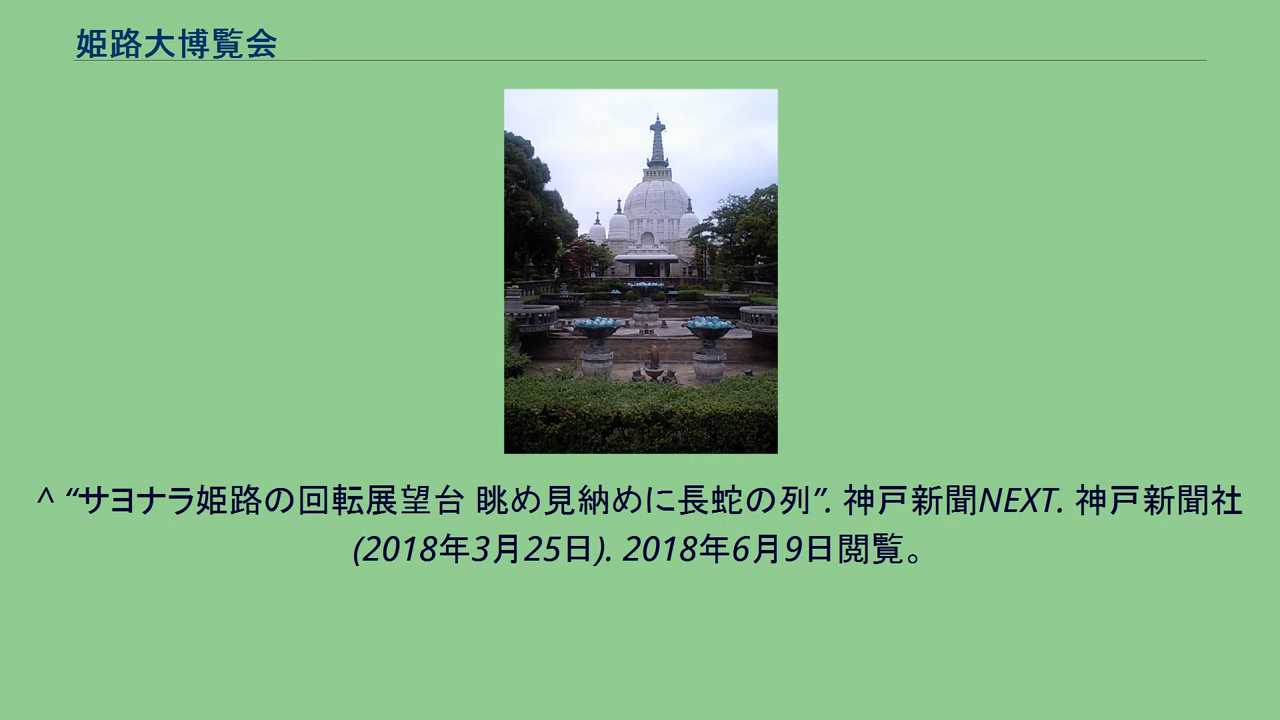 姫路大博覧会
^ “サヨナラ姫路の回転展望台 眺め見納めに長蛇の列”. 神戸新聞NEXT. 神戸新聞社
(2018年3月25日). 2018年6月9日閲覧。